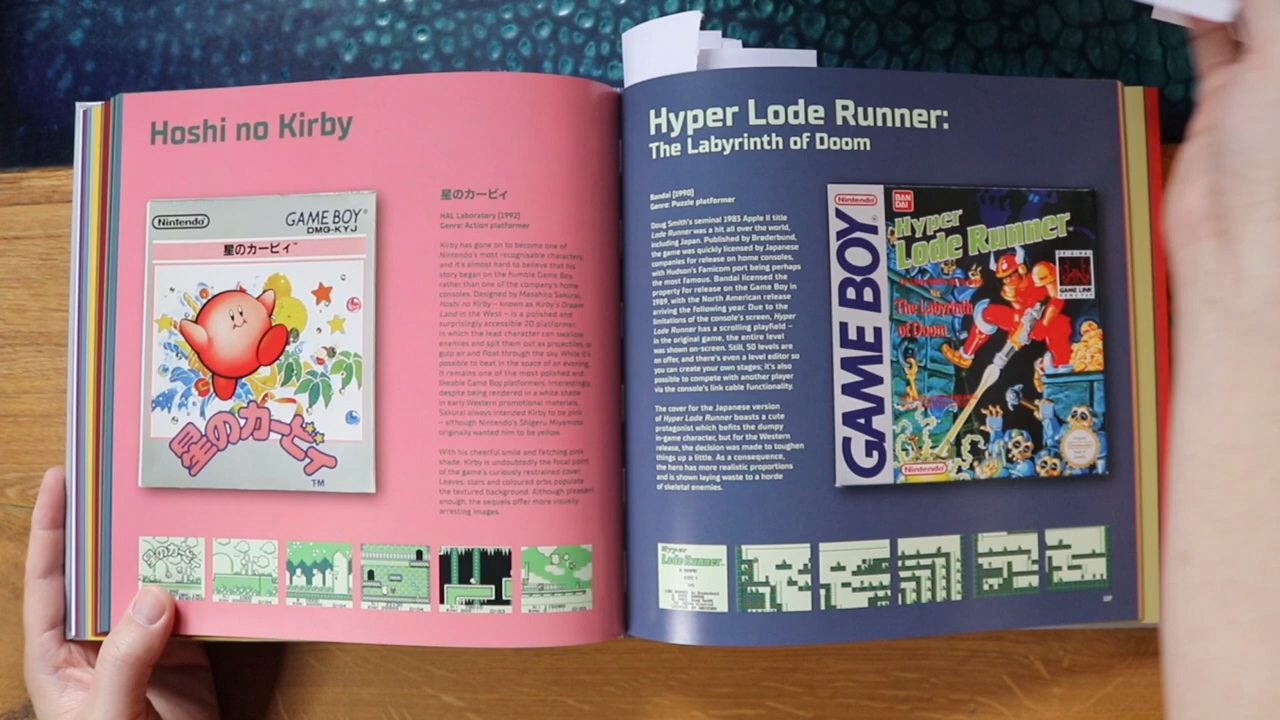 Hoshi no Kirby
Nintendo
GAME BOY
DMG-KYJ
星のカービィ™
星のカービィ
TM
星のカービィ
HAL Laboratory [1992]
Genre: Action platformer
Kirby has gone on to become one of
Nintendo's most recognisable characters,
and it's almost hard to believe that his
story began on the humble Game Boy,
rather than one of the company's home
consoles. Designed by Masahiro Sakurai,
Hoshi no Kirby – known as Kirby's Dream
Land in the West – is a polished and
surprisingly accessible 2D platformer
in which the lead character can swallow
enemies and spit them out as projectiles, or
gulp air and float through the sky. While it's
possible to beat in the space of an evening,
it remains one of the most polished and
likeable Game Boy platformers. Interestingly,
despite being rendered in a white shade
in early Western promotional materials,
Sakurai always intended Kirby to be pink
– although Nintendo's Shigeru Miyamoto
originally wanted him to be yellow.
With his cheerful smile and fetching pink
shade, Kirby is undoubtedly the focal point
of the game's curiously restrained cover.
Leaves, stars and coloured orbs populate
the textured background. Although pleasant
enough, the sequels offer more visually
arresting images.
Hyper Lode Runner:
The Labyrinth of Doom
Bandai [1990]
Genre: Puzzle platformer
Doug Smith's seminal 1983 Apple II title
Lode Runner was a hit all over the world,
including Japan. Published by Brøderbund,
the game was quickly licensed by Japanese
companies for release on home consoles,
with Hudson's Famicom port being perhaps
the most famous. Bandai licensed the
property for release on the Game Boy in
1989, with the North American release
arriving the following year. Due to the
limitations of the console's screen, Hyper
Lode Runner has a scrolling playfield –
in the original game, the entire level
was shown on-screen. Still, 50 levels are
on offer, and there's even a level editor so
you can create your own stages; it's also
possible to compete with another player
via the console's link cable functionality.
The cover for the Japanese version
of Hyper Lode Runner boasts a cute
protagonist which befits the dumpy
in-game character, but for the Western
release, the decision was made to toughen
things up a little. As a consequence,
the hero has more realistic proportions
and is shown laying waste to a horde
of skeletal enemies.
Nintendo
GAME BOY
BAN
DAI
Hyper
Lode Runner
The Labyrinth
of Doom
ORIGINAL
GAME LINK
Nintendo
Hyper
Lode Runner